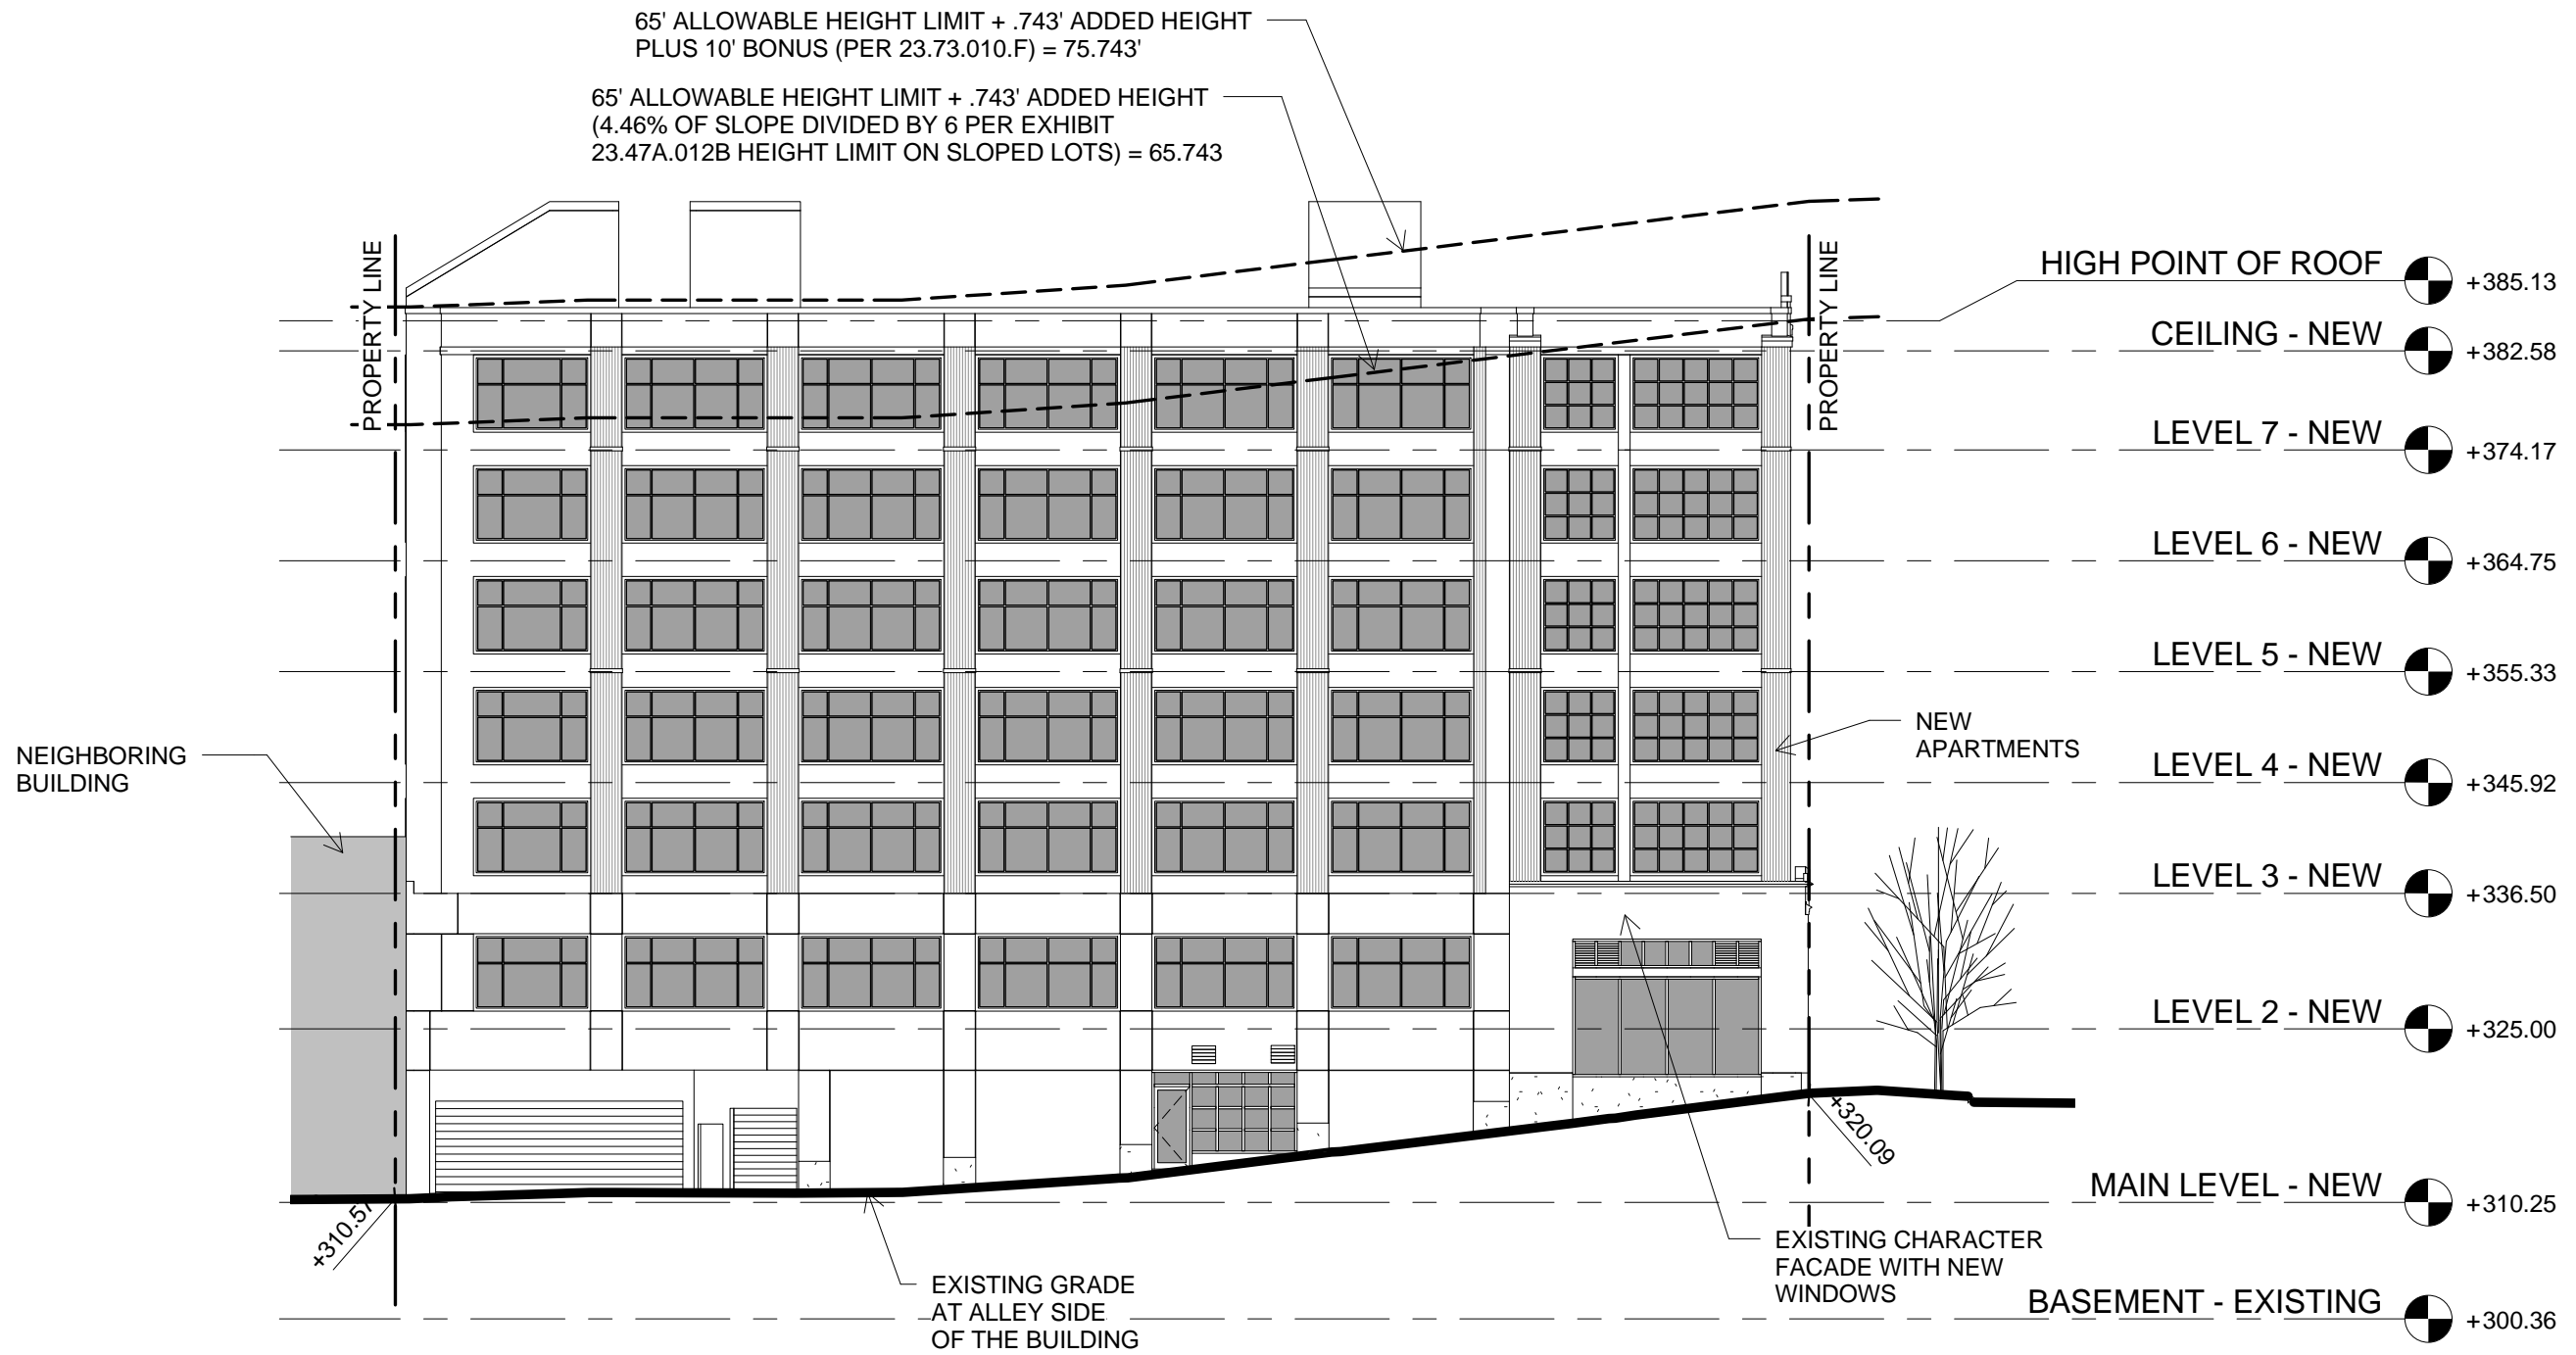 65' ALLOWABLE HEIGHT LIMIT + .743' ADDED HEIGHT
PLUS 10' BONUS (PER 23.73.010.F) = 75.743'
65' ALLOWABLE HEIGHT LIMIT + .743' ADDED HEIGHT
(4.46% OF SLOPE DIVIDED BY 6 PER EXHIBIT
23.47A.012B HEIGHT LIMIT ON SLOPED LOTS) = 65.743
PROPERTY LINE
PROPERTY LINE
HIGH POINT OF ROOF
+385.13
CEILING - NEW
+382.58
LEVEL 7 - NEW
+374.17
LEVEL 6 - NEW
+364.75
LEVEL 5 - NEW
+355.33
NEW
APARTMENTS
NEIGHBORING
BUILDING
LEVEL 4 - NEW
+345.92
LEVEL 3 - NEW
+336.50
LEVEL 2 - NEW
+325.00
+320.09
MAIN LEVEL - NEW
+310.25
+310.57
EXISTING CHARACTER
FACADE WITH NEW
WINDOWS
EXISTING GRADE
AT ALLEY SIDE
OF THE BUILDING
BASEMENT - EXISTING
+300.36